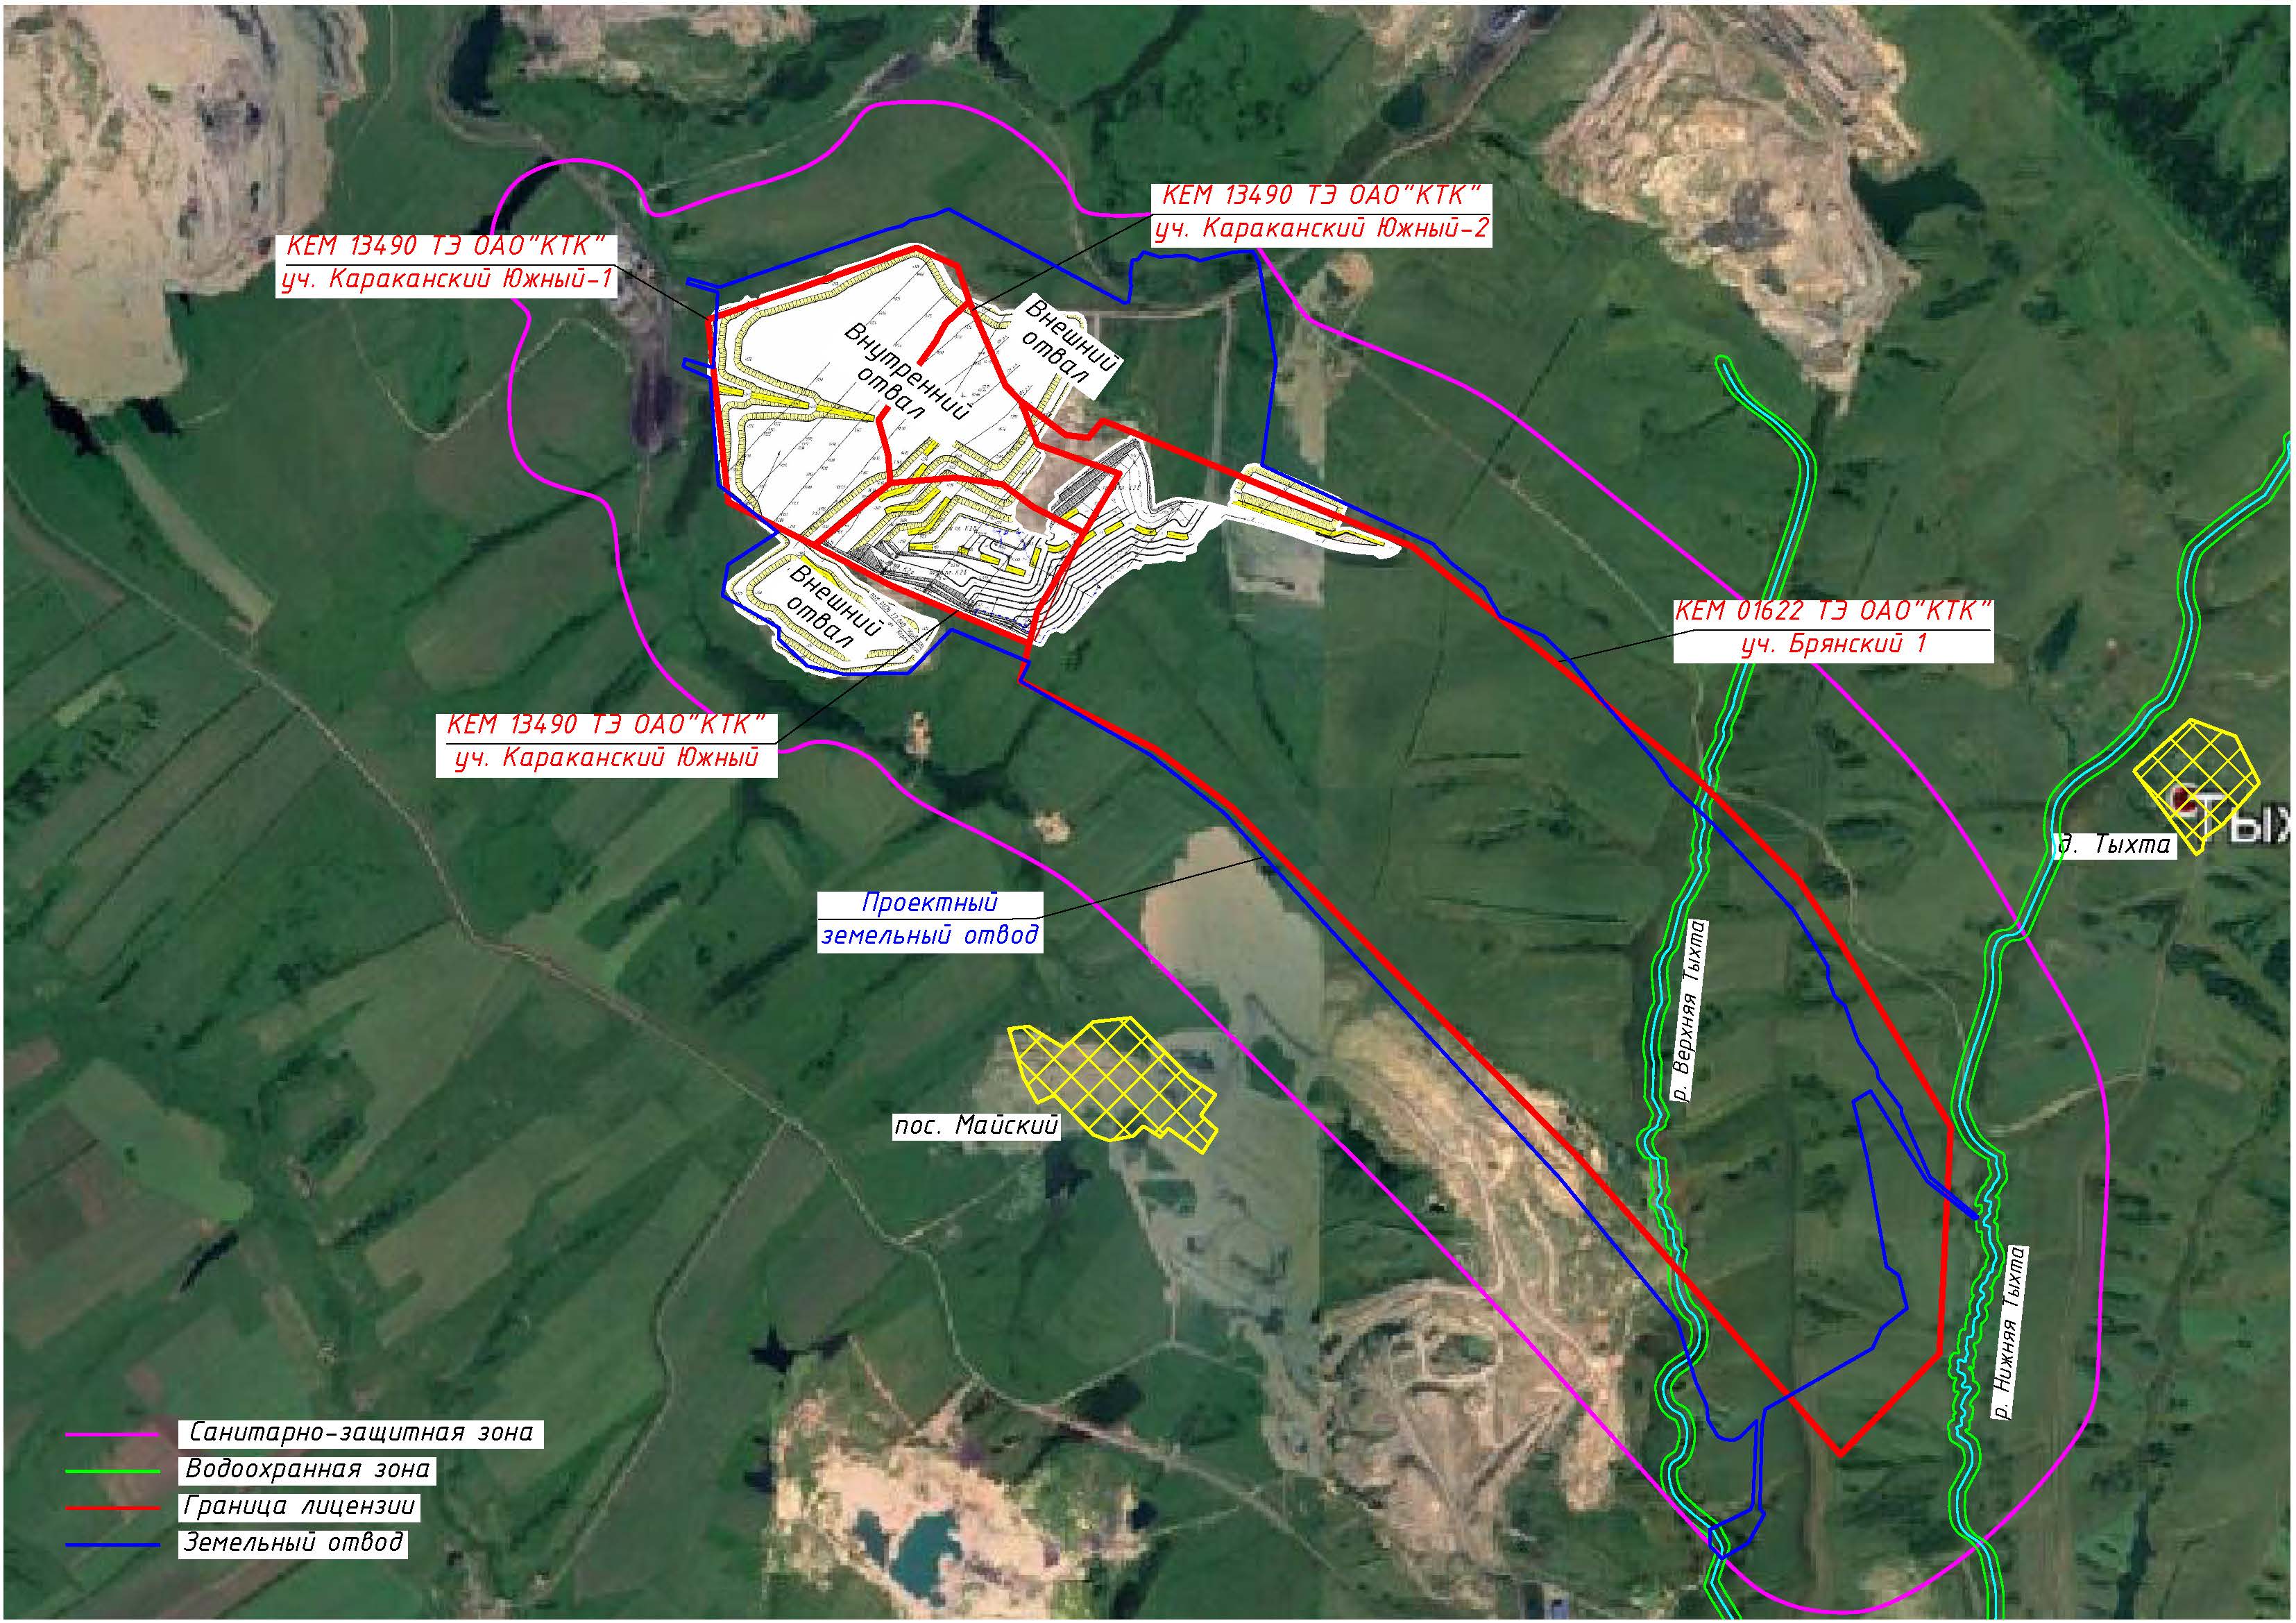 КЕМ 13490 ТЭ ОАО"КТК"
уч. Караканский Южный-2
КЕМ 13490 ТЭ ОАО"КТК"
уч. Караканский Южный-1
Внешний
отвал
Внутренний
отвал
Внешний
отвал
КЕМ 01622 ТЭ ОАО"КТК"
уч. Брянский 1
КЕМ 13490 ТЭ ОАО"КТК"
уч. Караканский Южный
д. Тыхта
Тых
Проектный
земельный отвод
р. Верхняя Тыхта
пос. Майский
р. Нижняя Тыхта
Санитарно-защитная зона
Водоохранная зона
Граница лицензии
Земельный отвод